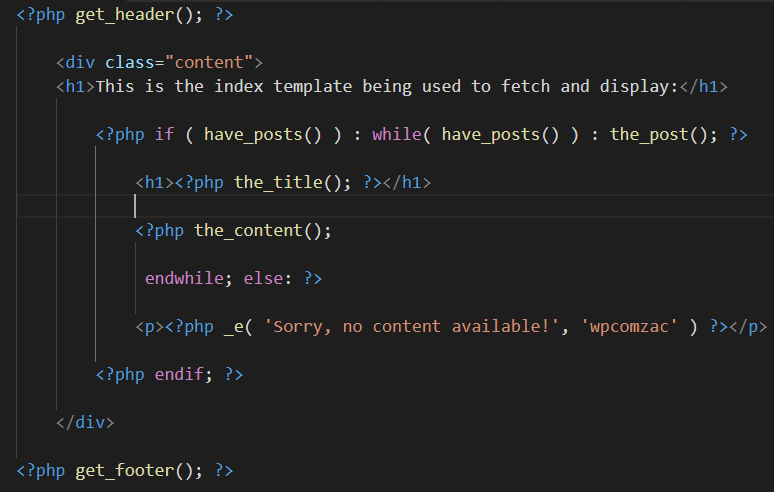 <?php get_header(); ?>
<div class="content">
<h1>This is the index template being used to fetch and display:</h1>
<?php if ( have_posts() ) : while( have_posts() ) : the_post(); ?>
<h1><?php the_title(); ?></h1>
<?php the_content();
endwhile; else: ?>
<p><?php _e( 'Sorry, no content available!', 'wpcomzac' ) ?></p>
<?php endif; ?>
</div>
<?php get_footer(); ?>